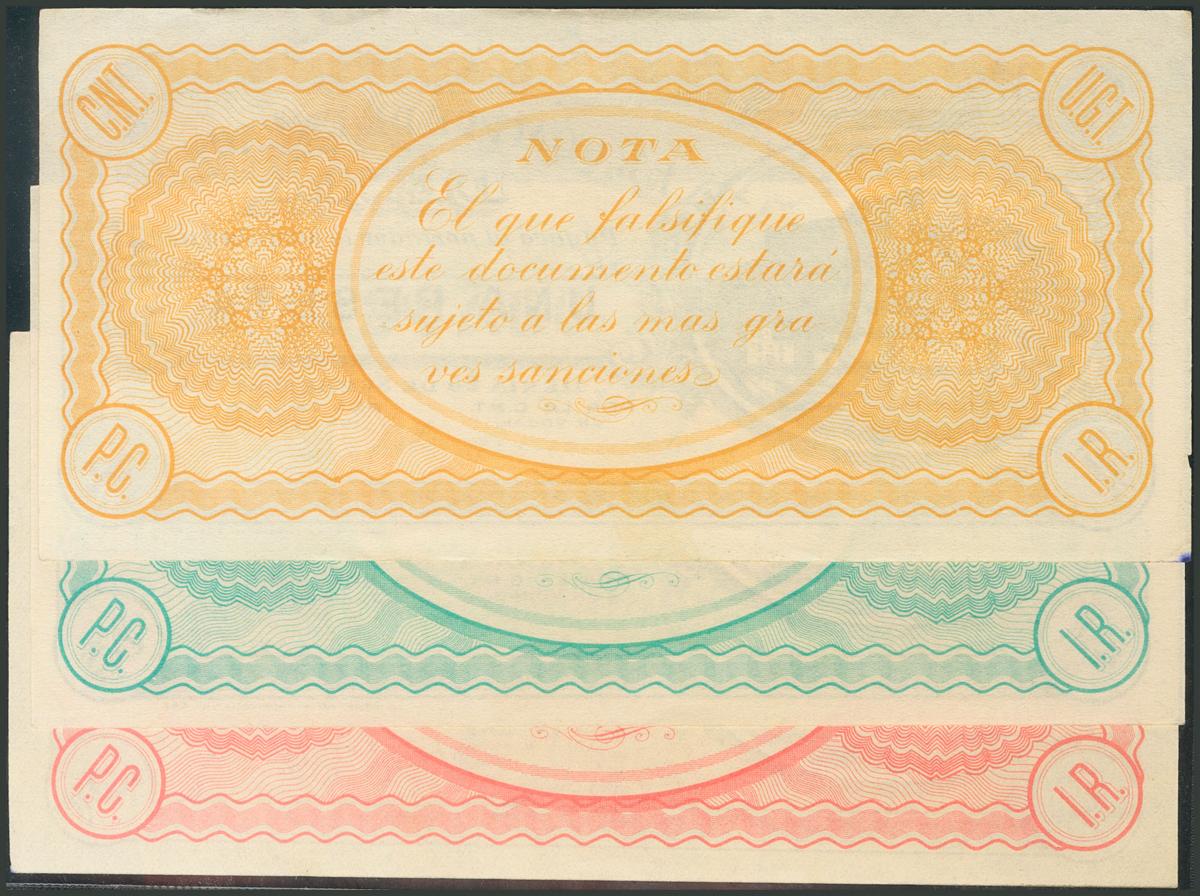 C.N.T.
U.G.T.
NOTA
El que falsifique
este documento estará
sujeto a las mas gra
ves sanciones
P.C.
I.R.
P.C.
I.R.
P.C.
I.R.